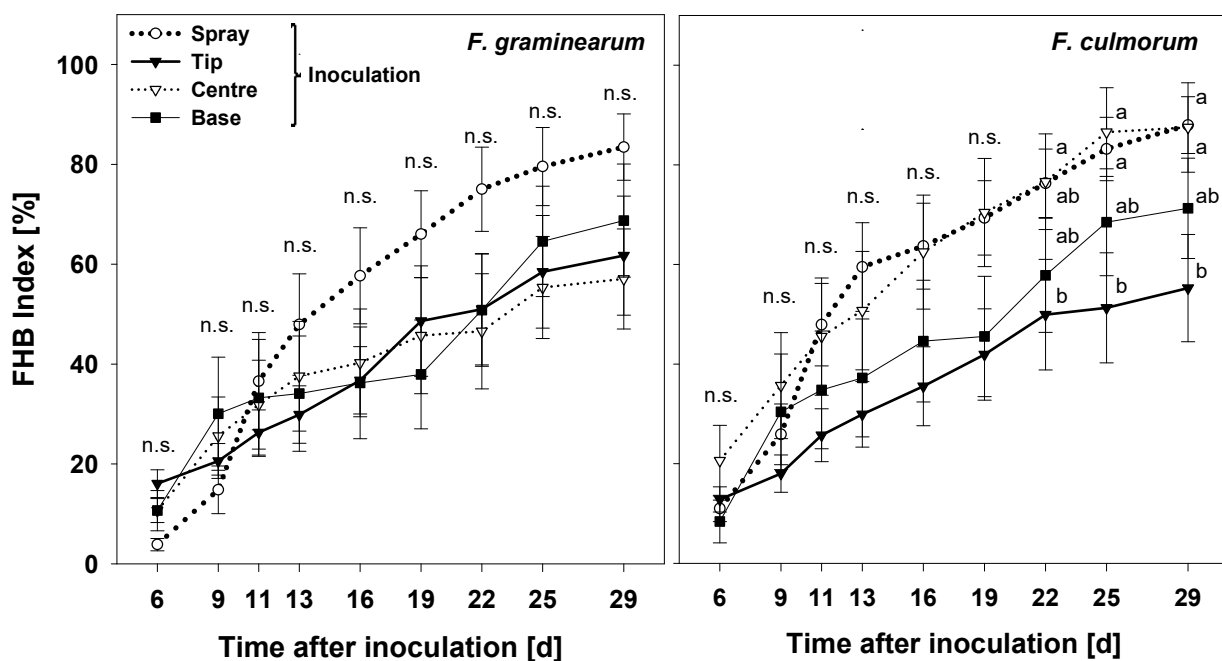 F. graminearum
F. culmorum
Spray
Tip
Centre
Base
Inoculation
FHB Index [%]
100
80
60
40
20
0
n.s.
n.s.
n.s.
n.s.
n.s.
n.s.
n.s.
n.s.
n.s.
6 9 11 13 16 19 22 25 29
Time after inoculation [d]
n.s.
n.s.
n.s.
n.s.
n.s.
n.s.
a
ab
ab
b
a
a
ab
b
a
a
ab
b
6 9 11 13 16 19 22 25 29
Time after inoculation [d]